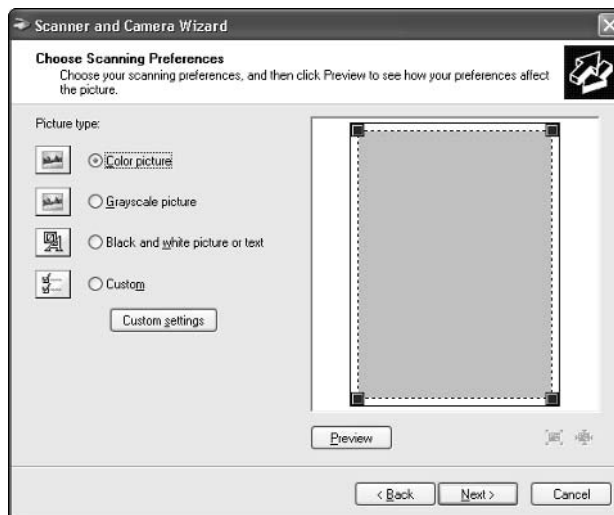 Scanner and Camera Wizard
Choose Scanning Preferences
Choose your scanning preferences, and then click Preview to see how your preferences affect
the picture.
Picture type:
Color picture
Grayscale picture
Black and white picture or text
Custom
Custom settings
Preview
< Back
Next >
Cancel